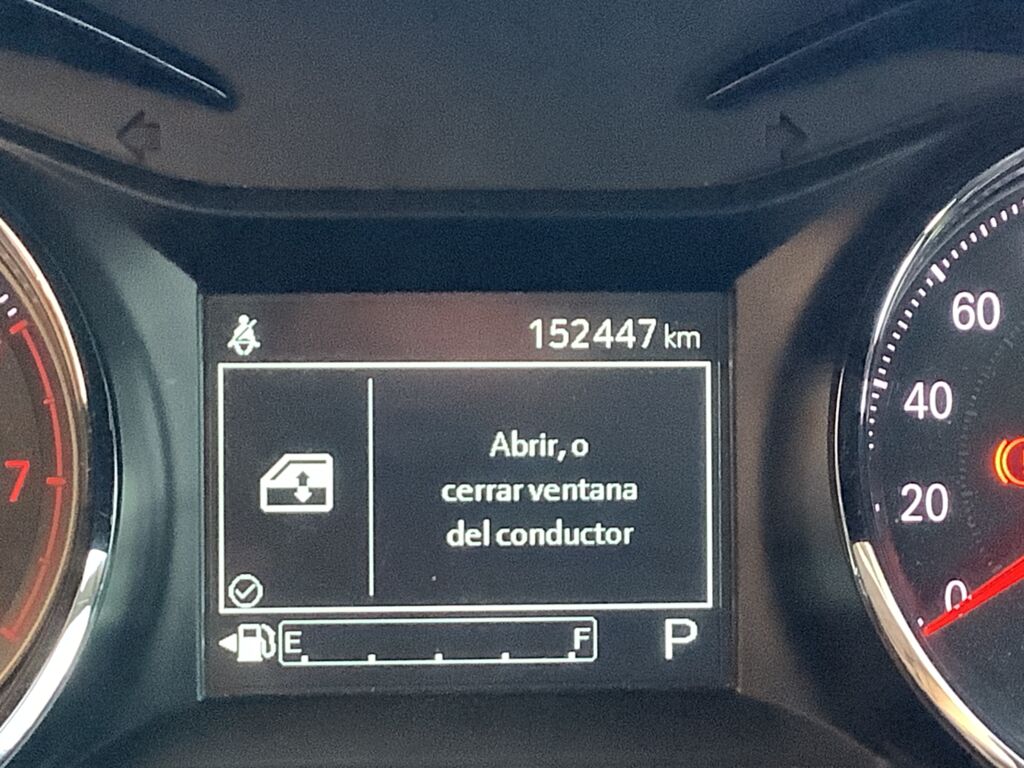 152447 km
Abrir, o
cerrar ventana
del conductor
E F P
7
60
40
20
0